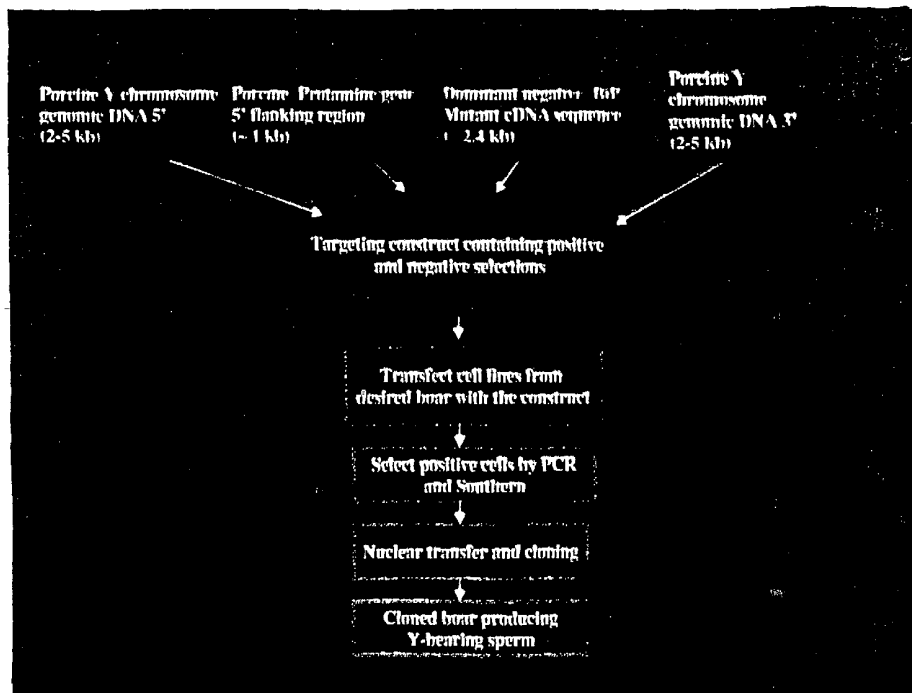 Porcine Y chromosome
genomic DNA 5'
(2-5 kb)
Porcine Protamine gene
5' flanking region
(~ 1 kb)
Dominant negative
Mutant cDNA sequence
( 2.4 kb)
Porcine Y
chromosome
genomic DNA 3'
(2-5 kb)
Targeting construct containing positive
and negative selections
Transfect cell lines from
desired boar with the construct
Select positive cells by PCR
and Southern
Nuclear transfer and cloning
Cloned boar producing
Y-bearing sperm